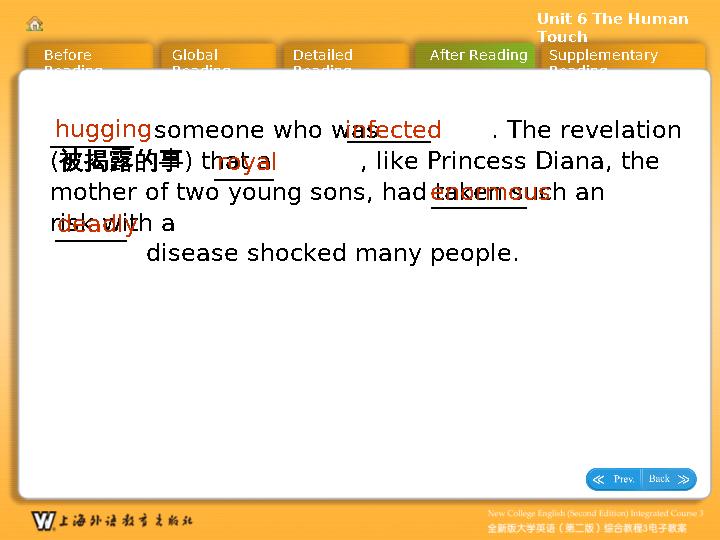 Unit 6 The Human
Touch
Before
Reading
Global
Reading
Detailed
Reading
After Reading
Supplementary
Reading
hugging someone who was infected . The revelation
(被揭露的事) that a royal , like Princess Diana, the
mother of two young sons, had taken such an enormous
risk with a
deadly
disease shocked many people.
Prev. Back
上海外语教育出版社
New College English (Second Edition) Integrated Course 3
全新版大学英语（第二版）综合教程3电子教案